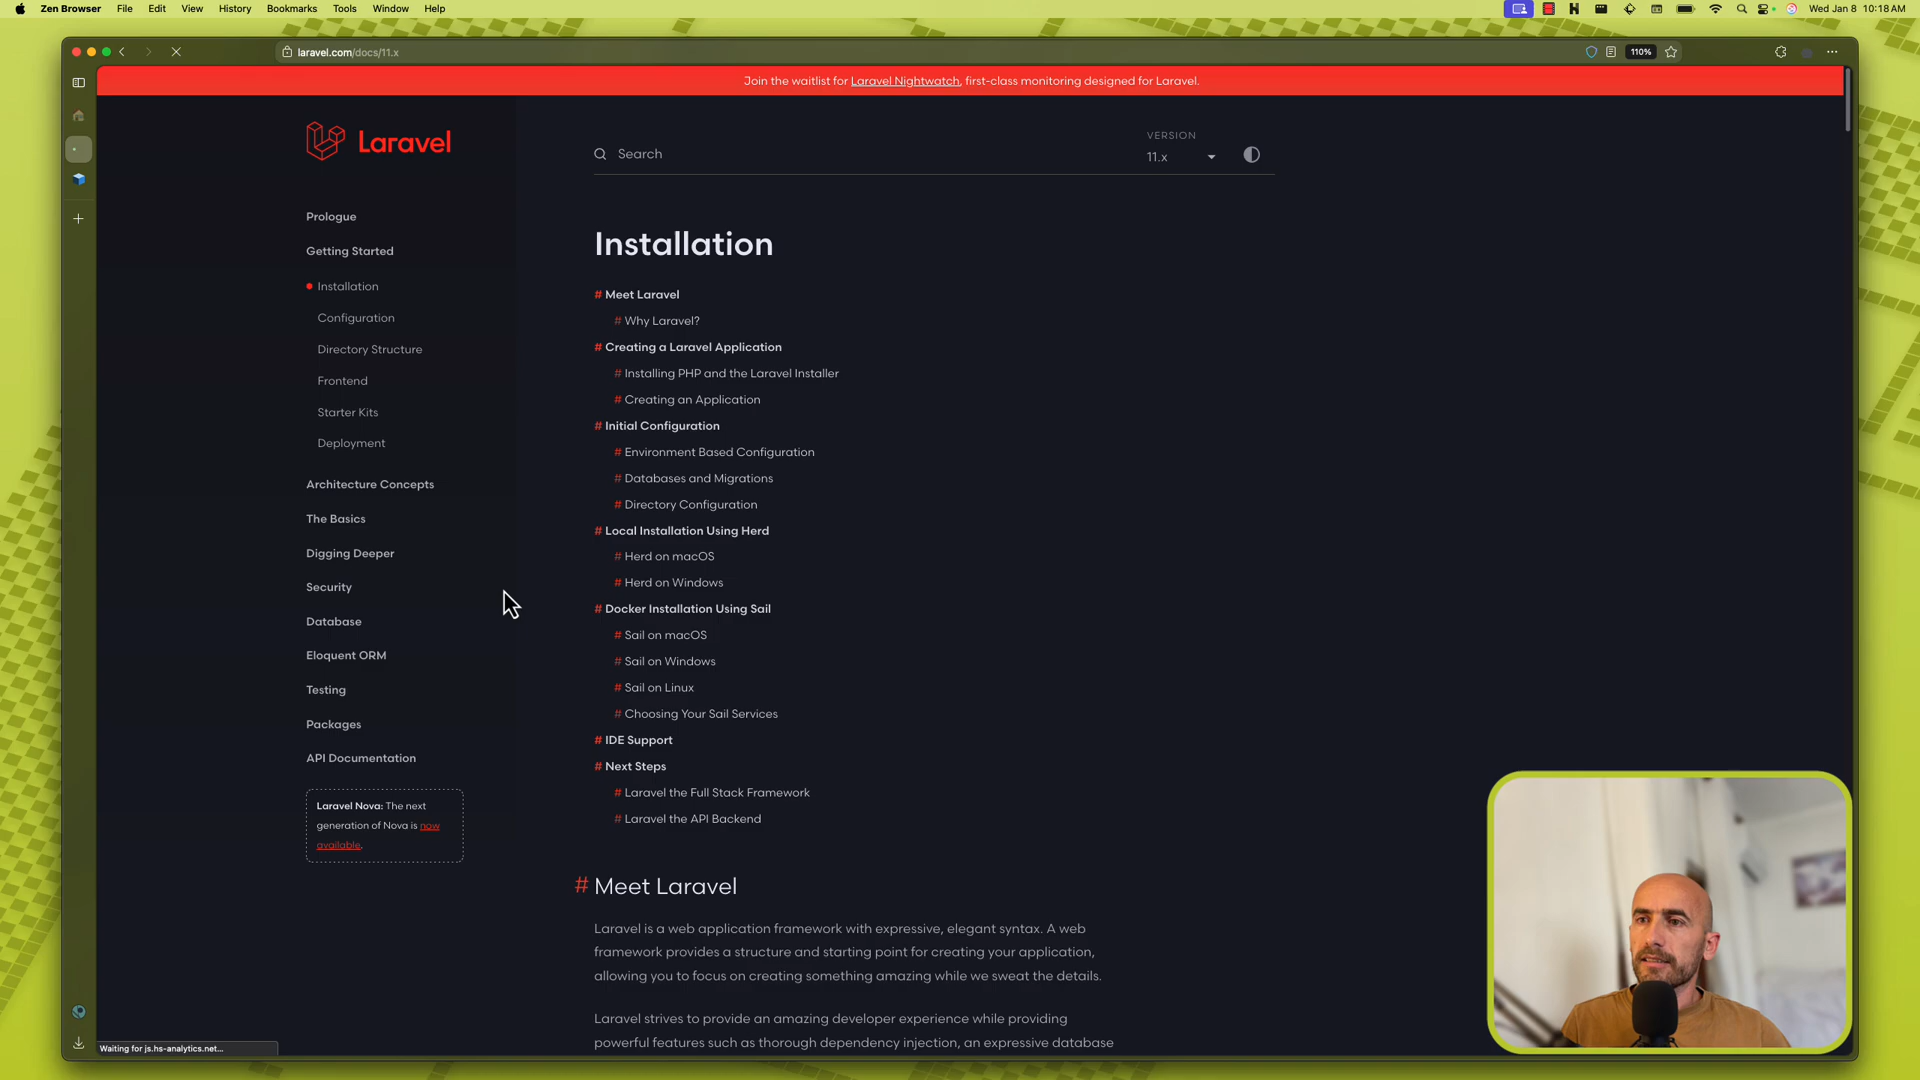 Zen Browser File Edit View History Bookmarks Tools Window Help
Wed Jan 8 10:18 AM
laravel.com/docs/11.x
110%
Join the waitlist for Laravel Nightwatch, first-class monitoring designed for Laravel.
Laravel
Search
VERSION
11.x
Prologue
Getting Started
Installation
Configuration
Directory Structure
Frontend
Starter Kits
Deployment
Architecture Concepts
The Basics
Digging Deeper
Security
Database
Eloquent ORM
Testing
Packages
API Documentation
Laravel Nova: The next
generation of Nova is now
available.
Installation
# Meet Laravel
# Why Laravel?
# Creating a Laravel Application
# Installing PHP and the Laravel Installer
# Creating an Application
# Initial Configuration
# Environment Based Configuration
# Databases and Migrations
# Directory Configuration
# Local Installation Using Herd
# Herd on macOS
# Herd on Windows
# Docker Installation Using Sail
# Sail on macOS
# Sail on Windows
# Sail on Linux
# Choosing Your Sail Services
# IDE Support
# Next Steps
# Laravel the Full Stack Framework
# Laravel the API Backend
# Meet Laravel
Laravel is a web application framework with expressive, elegant syntax. A web
framework provides a structure and starting point for creating your application,
allowing you to focus on creating something amazing while we sweat the details.
Laravel strives to provide an amazing developer experience while providing
powerful features such as thorough dependency injection, an expressive database
Waiting for js.hs-analytics.net...